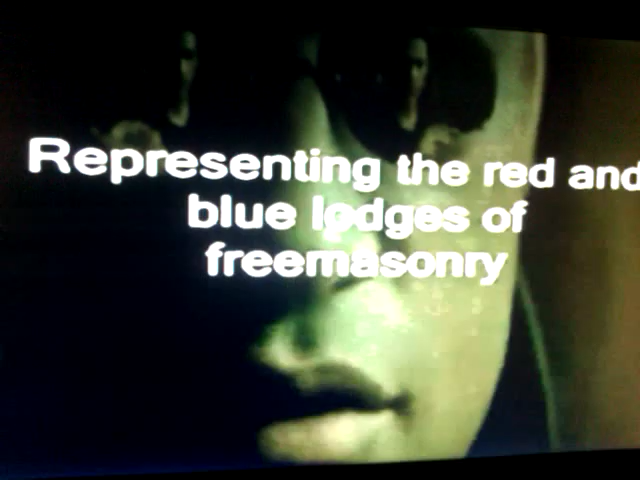 Representing the red and
blue lodges of
freemasonry